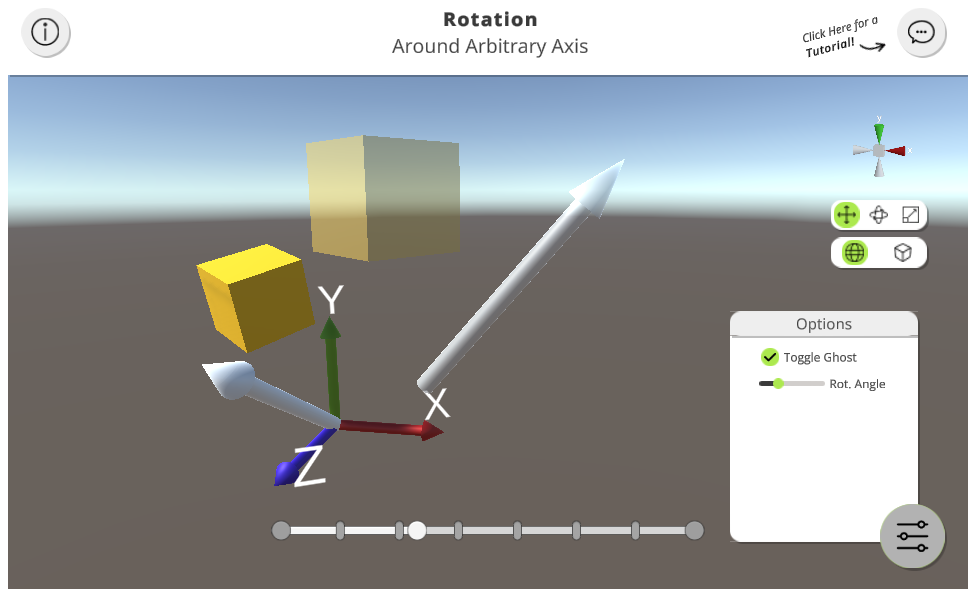 Rotation
Around Arbitrary Axis
Click Here for a
Tutorial!
y
Y
X
Z
Options
Toggle Ghost
Rot. Angle